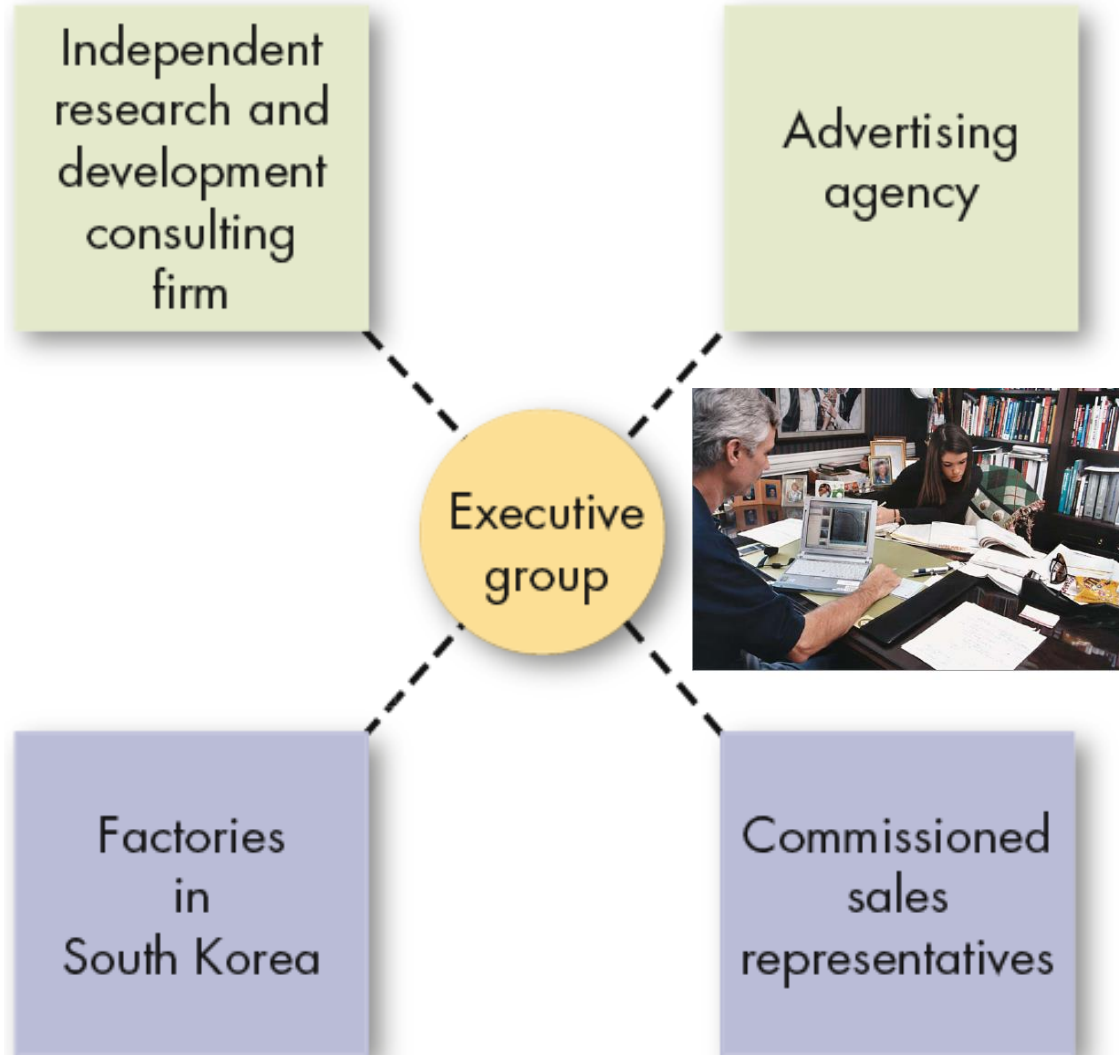 Independent
research and
development
consulting
firm
Advertising
agency
Executive
group
Factories
in
South Korea
Commissioned
sales
representatives